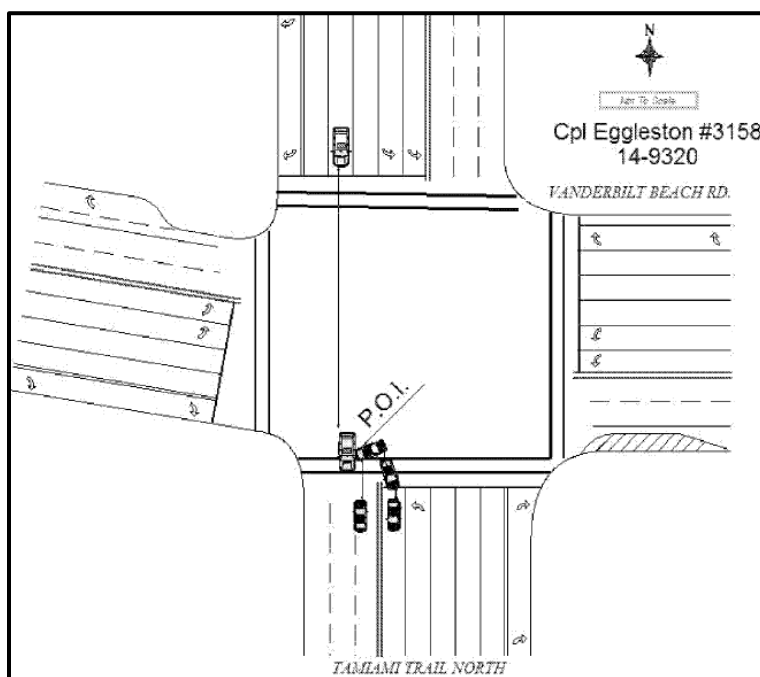 N
Not To Scale
Cpl Eggleston #3158
14-9320
VANDERBILT BEACH RD.
P.O.I.
TAMIAMI TRAIL NORTH